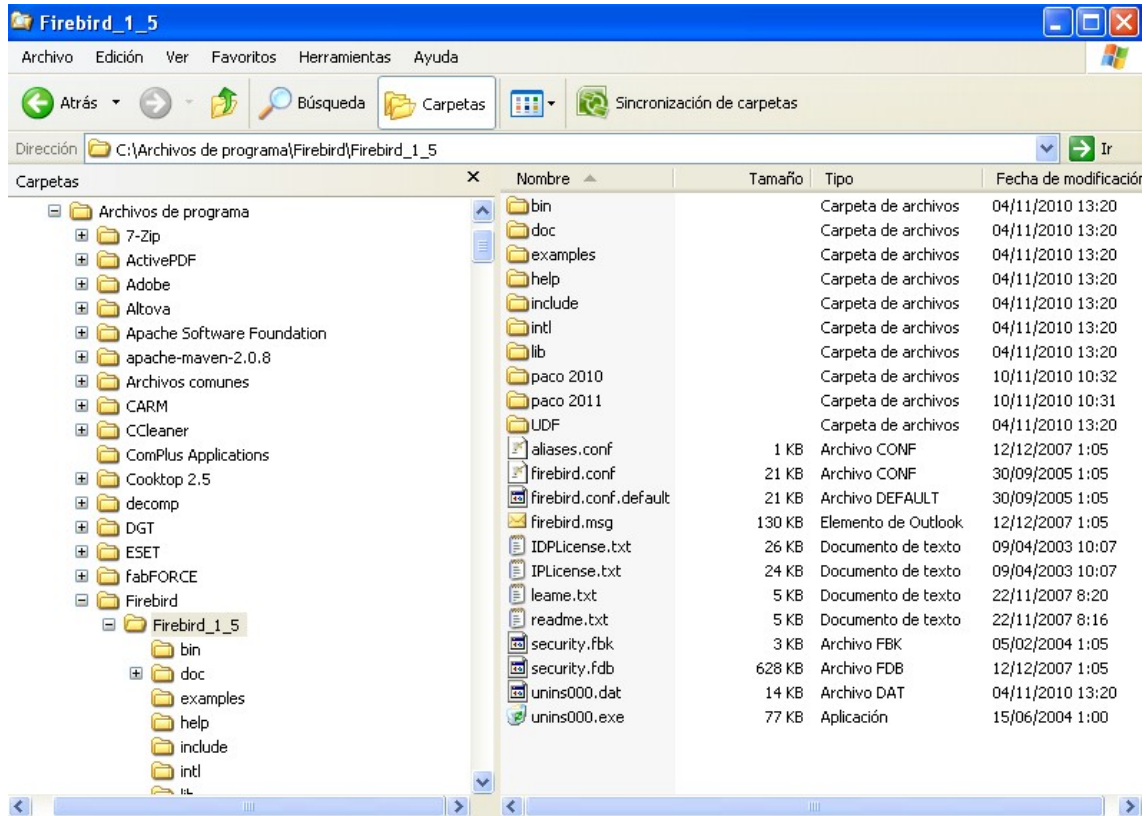 Firebird_1_5
Archivo Edición Ver Favoritos Herramientas Ayuda
Atrás Búsqueda Carpetas Sincronización de carpetas
Dirección C:\Archivos de programa\Firebird\Firebird_1_5 Ir
Carpetas x
Archivos de programa
7-Zip
ActivePDF
Adobe
Altova
Apache Software Foundation
apache-maven-2.0.8
Archivos comunes
CARM
CCleaner
ComPlus Applications
Cooktop 2.5
decomp
DGT
ESET
fabFORCE
Firebird
Firebird_1_5
bin
doc
examples
help
include
intl
lib
Nombre Tamaño Tipo Fecha de modificación
bin Carpeta de archivos 04/11/2010 13:20
doc Carpeta de archivos 04/11/2010 13:20
examples Carpeta de archivos 04/11/2010 13:20
help Carpeta de archivos 04/11/2010 13:20
include Carpeta de archivos 04/11/2010 13:20
intl Carpeta de archivos 04/11/2010 13:20
lib Carpeta de archivos 04/11/2010 13:20
paco 2010 Carpeta de archivos 10/11/2010 10:32
paco 2011 Carpeta de archivos 10/11/2010 10:31
UDF Carpeta de archivos 04/11/2010 13:20
aliases.conf 1 KB Archivo CONF 12/12/2007 1:05
firebird.conf 21 KB Archivo CONF 30/09/2005 1:05
firebird.conf.default 21 KB Archivo DEFAULT 30/09/2005 1:05
firebird.msg 130 KB Elemento de Outlook 12/12/2007 1:05
IDPLicense.txt 26 KB Documento de texto 09/04/2003 10:07
IPLicense.txt 24 KB Documento de texto 09/04/2003 10:07
leame.txt 5 KB Documento de texto 22/11/2007 8:20
readme.txt 5 KB Documento de texto 22/11/2007 8:16
security.fbk 3 KB Archivo FBK 05/02/2004 1:05
security.fdb 628 KB Archivo FDB 12/12/2007 1:05
unins000.dat 14 KB Archivo DAT 04/11/2010 13:20
unins000.exe 77 KB Aplicación 15/06/2004 1:00